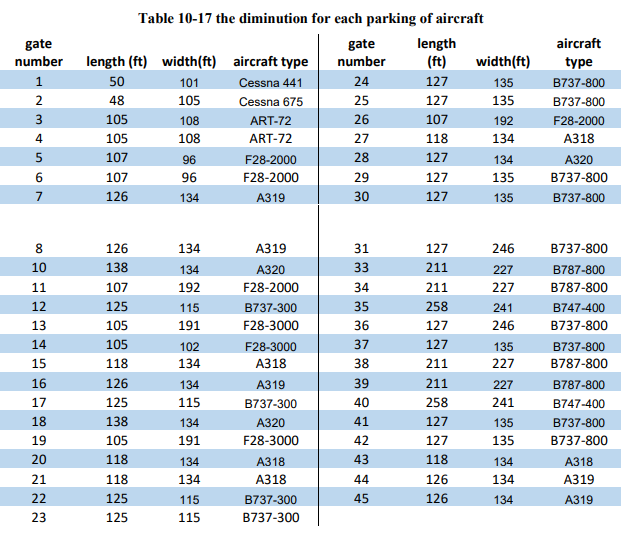 Table 10-17 the diminution for each parking of aircraft
gate number length (ft) width(ft) aircraft type gate number length (ft) width(ft) aircraft type
1 50 101 Cessna 441 24 127 135 B737-800
2 48 105 Cessna 675 25 127 135 B737-800
3 105 108 ART-72 26 107 192 F28-2000
4 105 108 ART-72 27 118 134 A318
5 107 96 F28-2000 28 127 134 A320
6 107 96 F28-2000 29 127 135 B737-800
7 126 134 A319 30 127 135 B737-800
8 126 134 A319 31 127 246 B737-800
10 138 134 A320 33 211 227 B787-800
11 107 192 F28-2000 34 211 227 B787-800
12 125 115 B737-300 35 258 241 B747-400
13 105 191 F28-3000 36 127 246 B737-800
14 105 102 F28-3000 37 127 135 B737-800
15 118 134 A318 38 211 227 B787-800
16 126 134 A319 39 211 227 B787-800
17 125 115 B737-300 40 258 241 B747-400
18 138 134 A320 41 127 135 B737-800
19 105 191 F28-3000 42 127 135 B737-800
20 118 134 A318 43 118 134 A318
21 118 134 A318 44 126 134 A319
22 125 115 B737-300 45 126 134 A319
23 125 115 B737-300